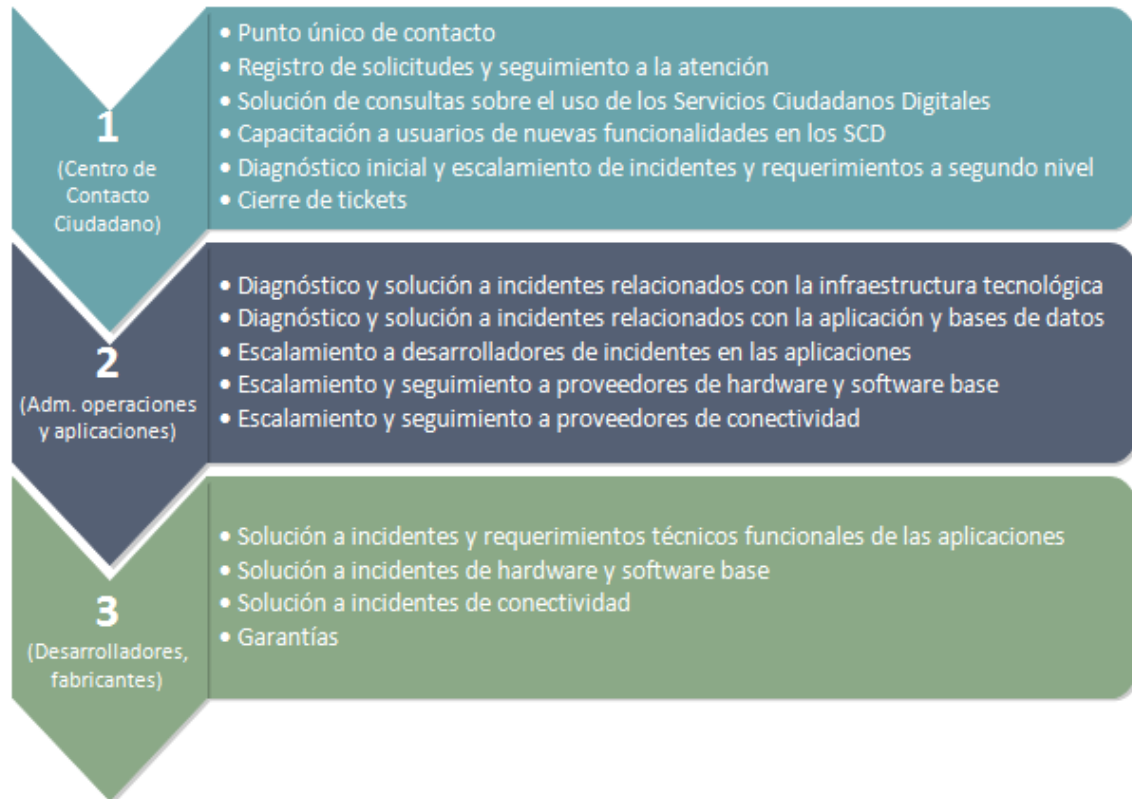 1
(Centro de
Contacto
Ciudadano)
• Punto único de contacto
• Registro de solicitudes y seguimiento a la atención
• Solución de consultas sobre el uso de los Servicios Ciudadanos Digitales
• Capacitación a usuarios de nuevas funcionalidades en los SCD
• Diagnóstico inicial y escalamiento de incidentes y requerimientos a segundo nivel
• Cierre de tickets
2
(Adm. operaciones
y aplicaciones)
• Diagnóstico y solución a incidentes relacionados con la infraestructura tecnológica
• Diagnóstico y solución a incidentes relacionados con la aplicación y bases de datos
• Escalamiento a desarrolladores de incidentes en las aplicaciones
• Escalamiento y seguimiento a proveedores de hardware y software base
• Escalamiento y seguimiento a proveedores de conectividad
3
(Desarrolladores,
fabricantes)
• Solución a incidentes y requerimientos técnicos funcionales de las aplicaciones
• Solución a incidentes de hardware y software base
• Solución a incidentes de conectividad
• Garantías